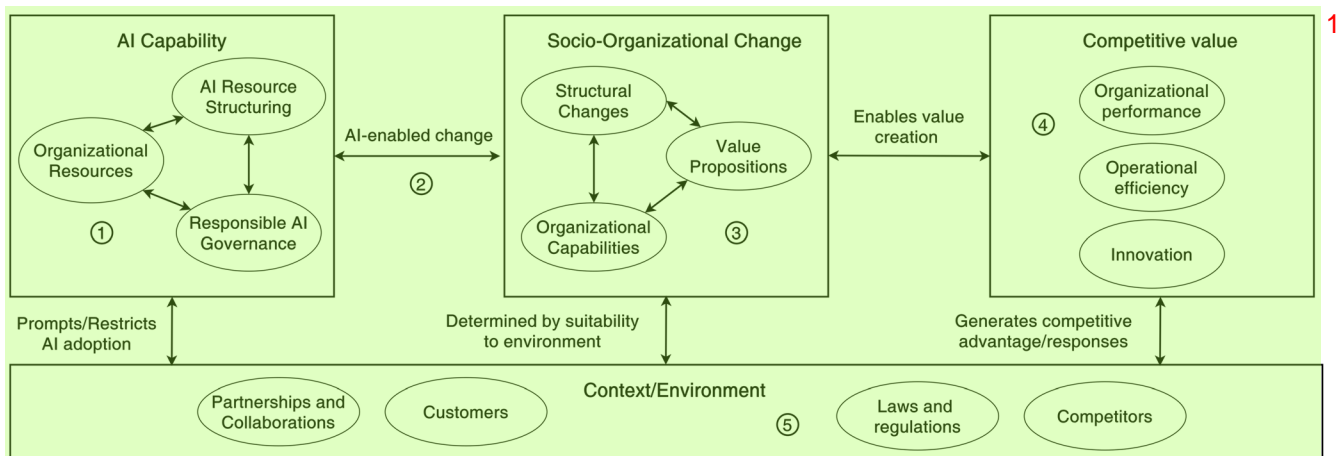 1
AI Capability
AI Resource
Structuring
Organizational
Resources
Responsible AI
Governance
①
AI-enabled change
②
Socio-Organizational Change
Structural
Changes
Value
Propositions
Organizational
Capabilities
③
Enables value
creation
Competitive value
Organizational
performance
④
Operational
efficiency
Innovation
Prompts/Restricts
AI adoption
Determined by suitability
to environment
Generates competitive
advantage/responses
Context/Environment
Partnerships and
Collaborations
Customers
⑤
Laws and
regulations
Competitors